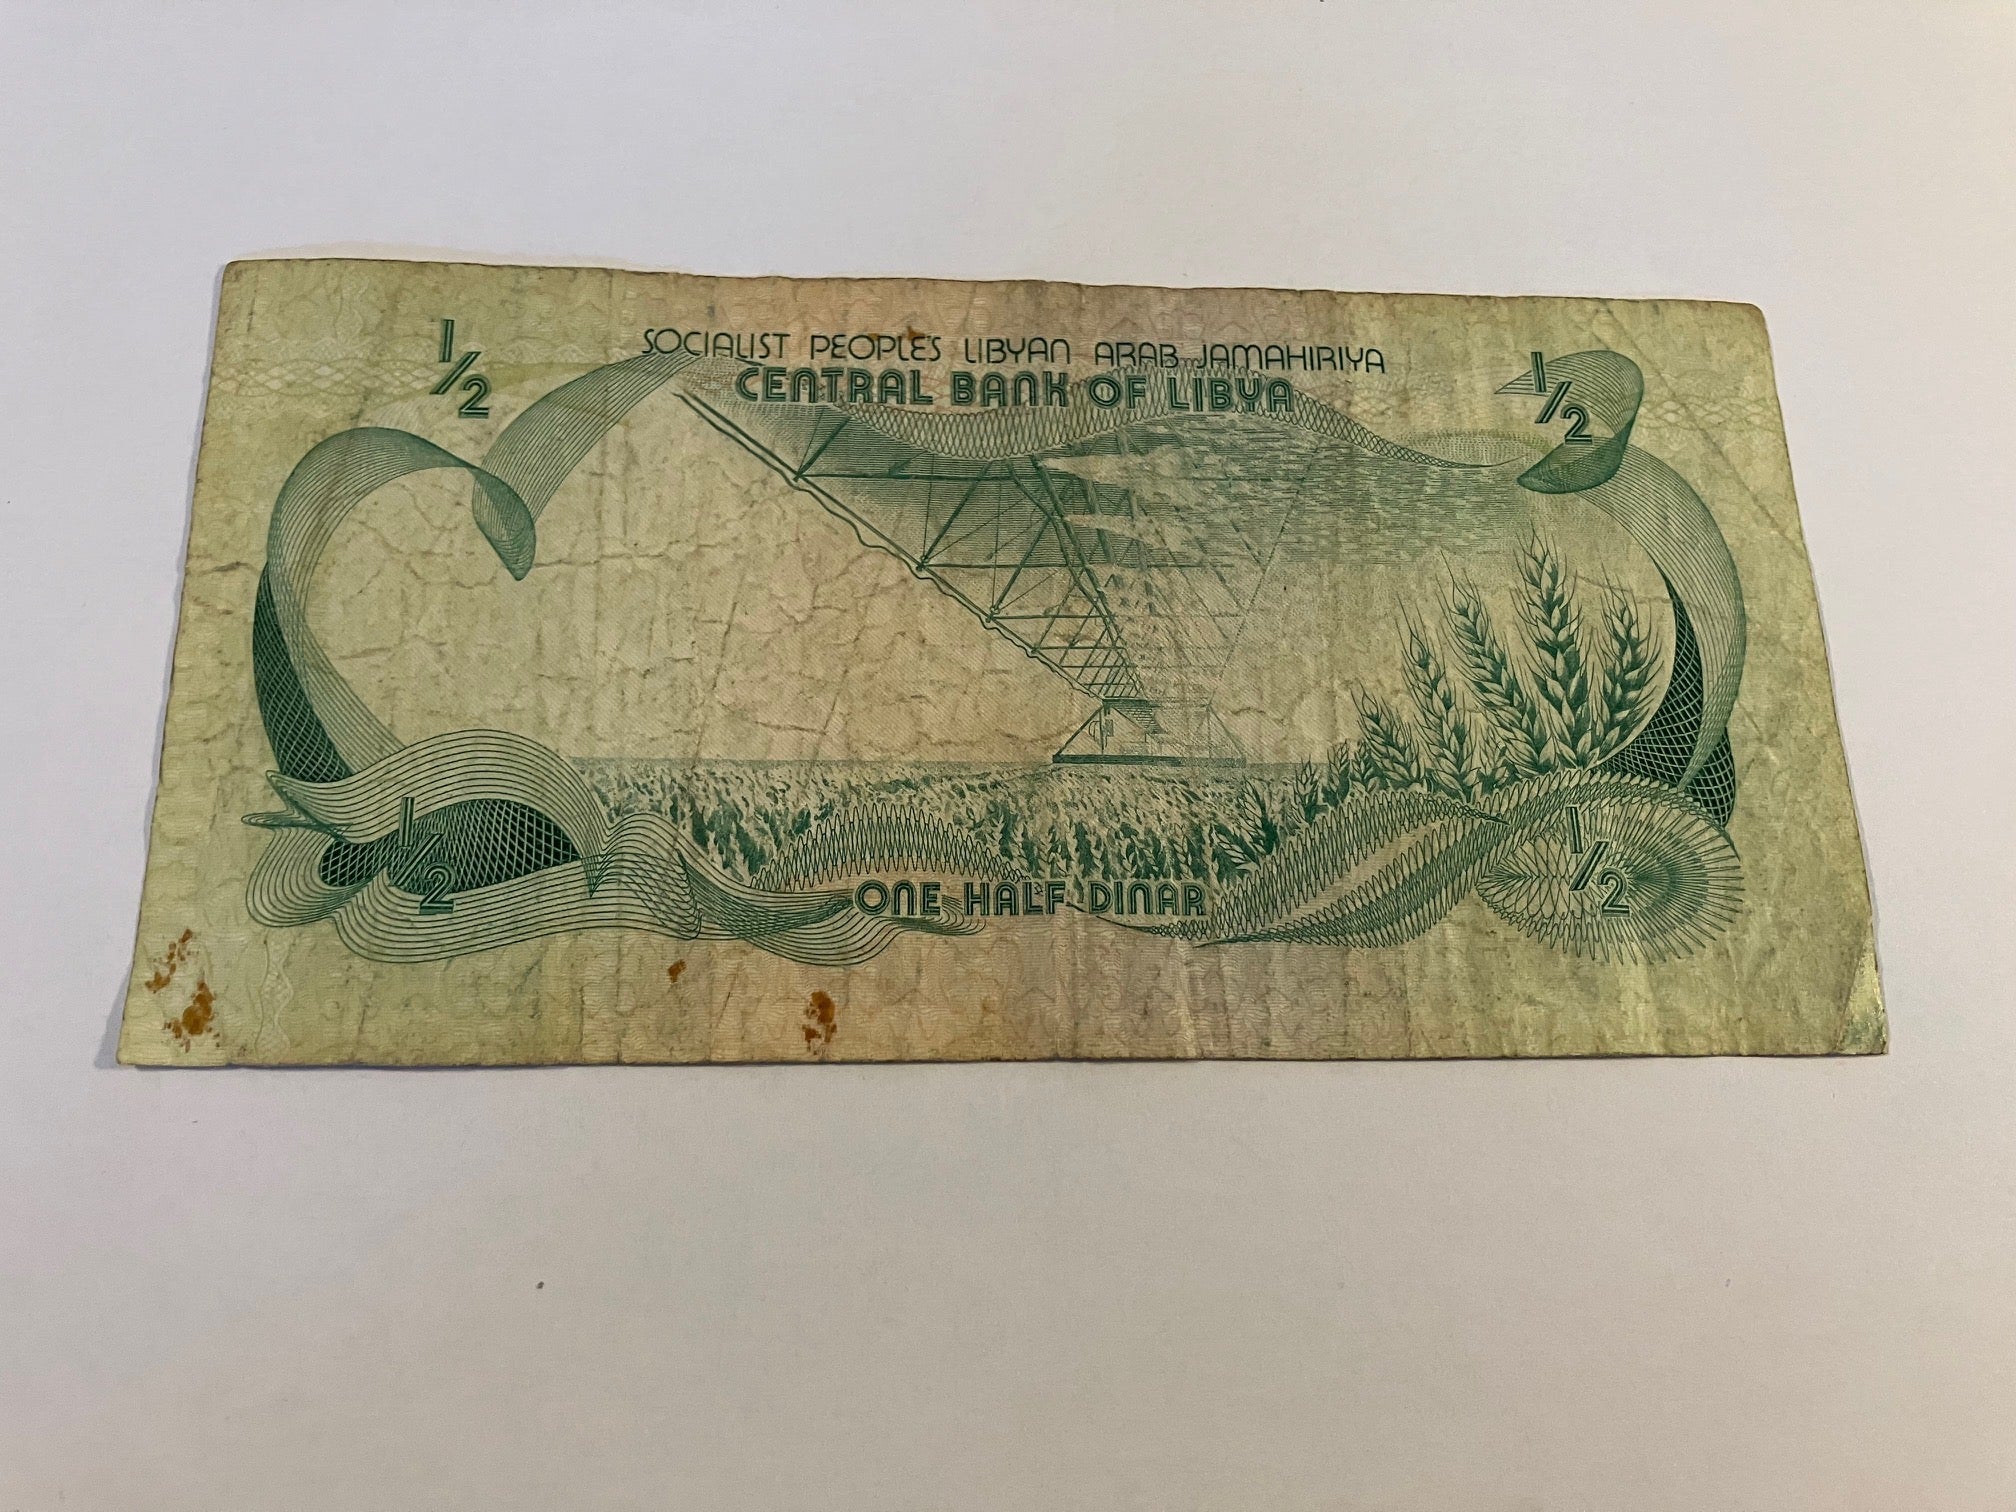 1/2
SOCIALIST PEOPLE'S LIBYAN ARAB JAMAHIRIYA
CENTRAL BANK OF LIBYA
1/2
1/2
ONE HALF DINAR
1/2